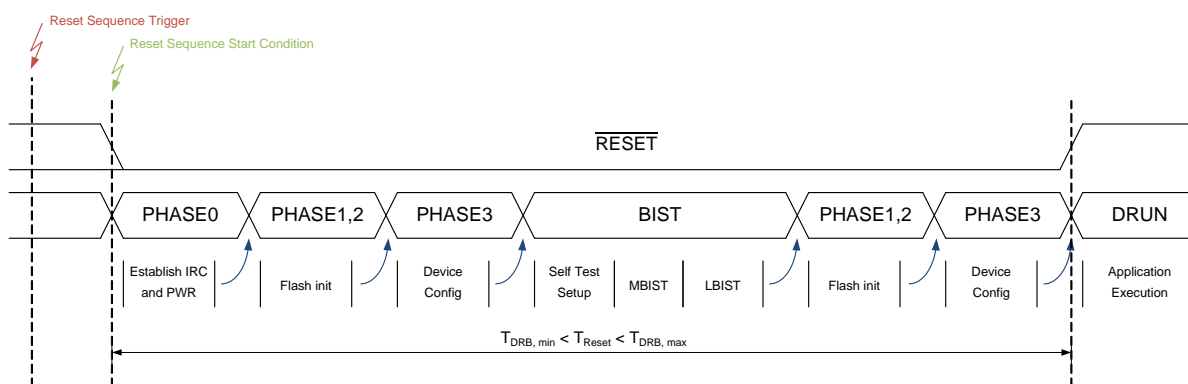 Reset Sequence Trigger
Reset Sequence Start Condition
RESET
PHASE0
PHASE1,2
PHASE3
BIST
PHASE1,2
PHASE3
DRUN
Establish IRC
and PWR
Flash init
Device
Config
Self Test
Setup
MBIST
LBIST
Flash init
Device
Config
Application
Execution
TDRB, min < TReset < TDRB, max